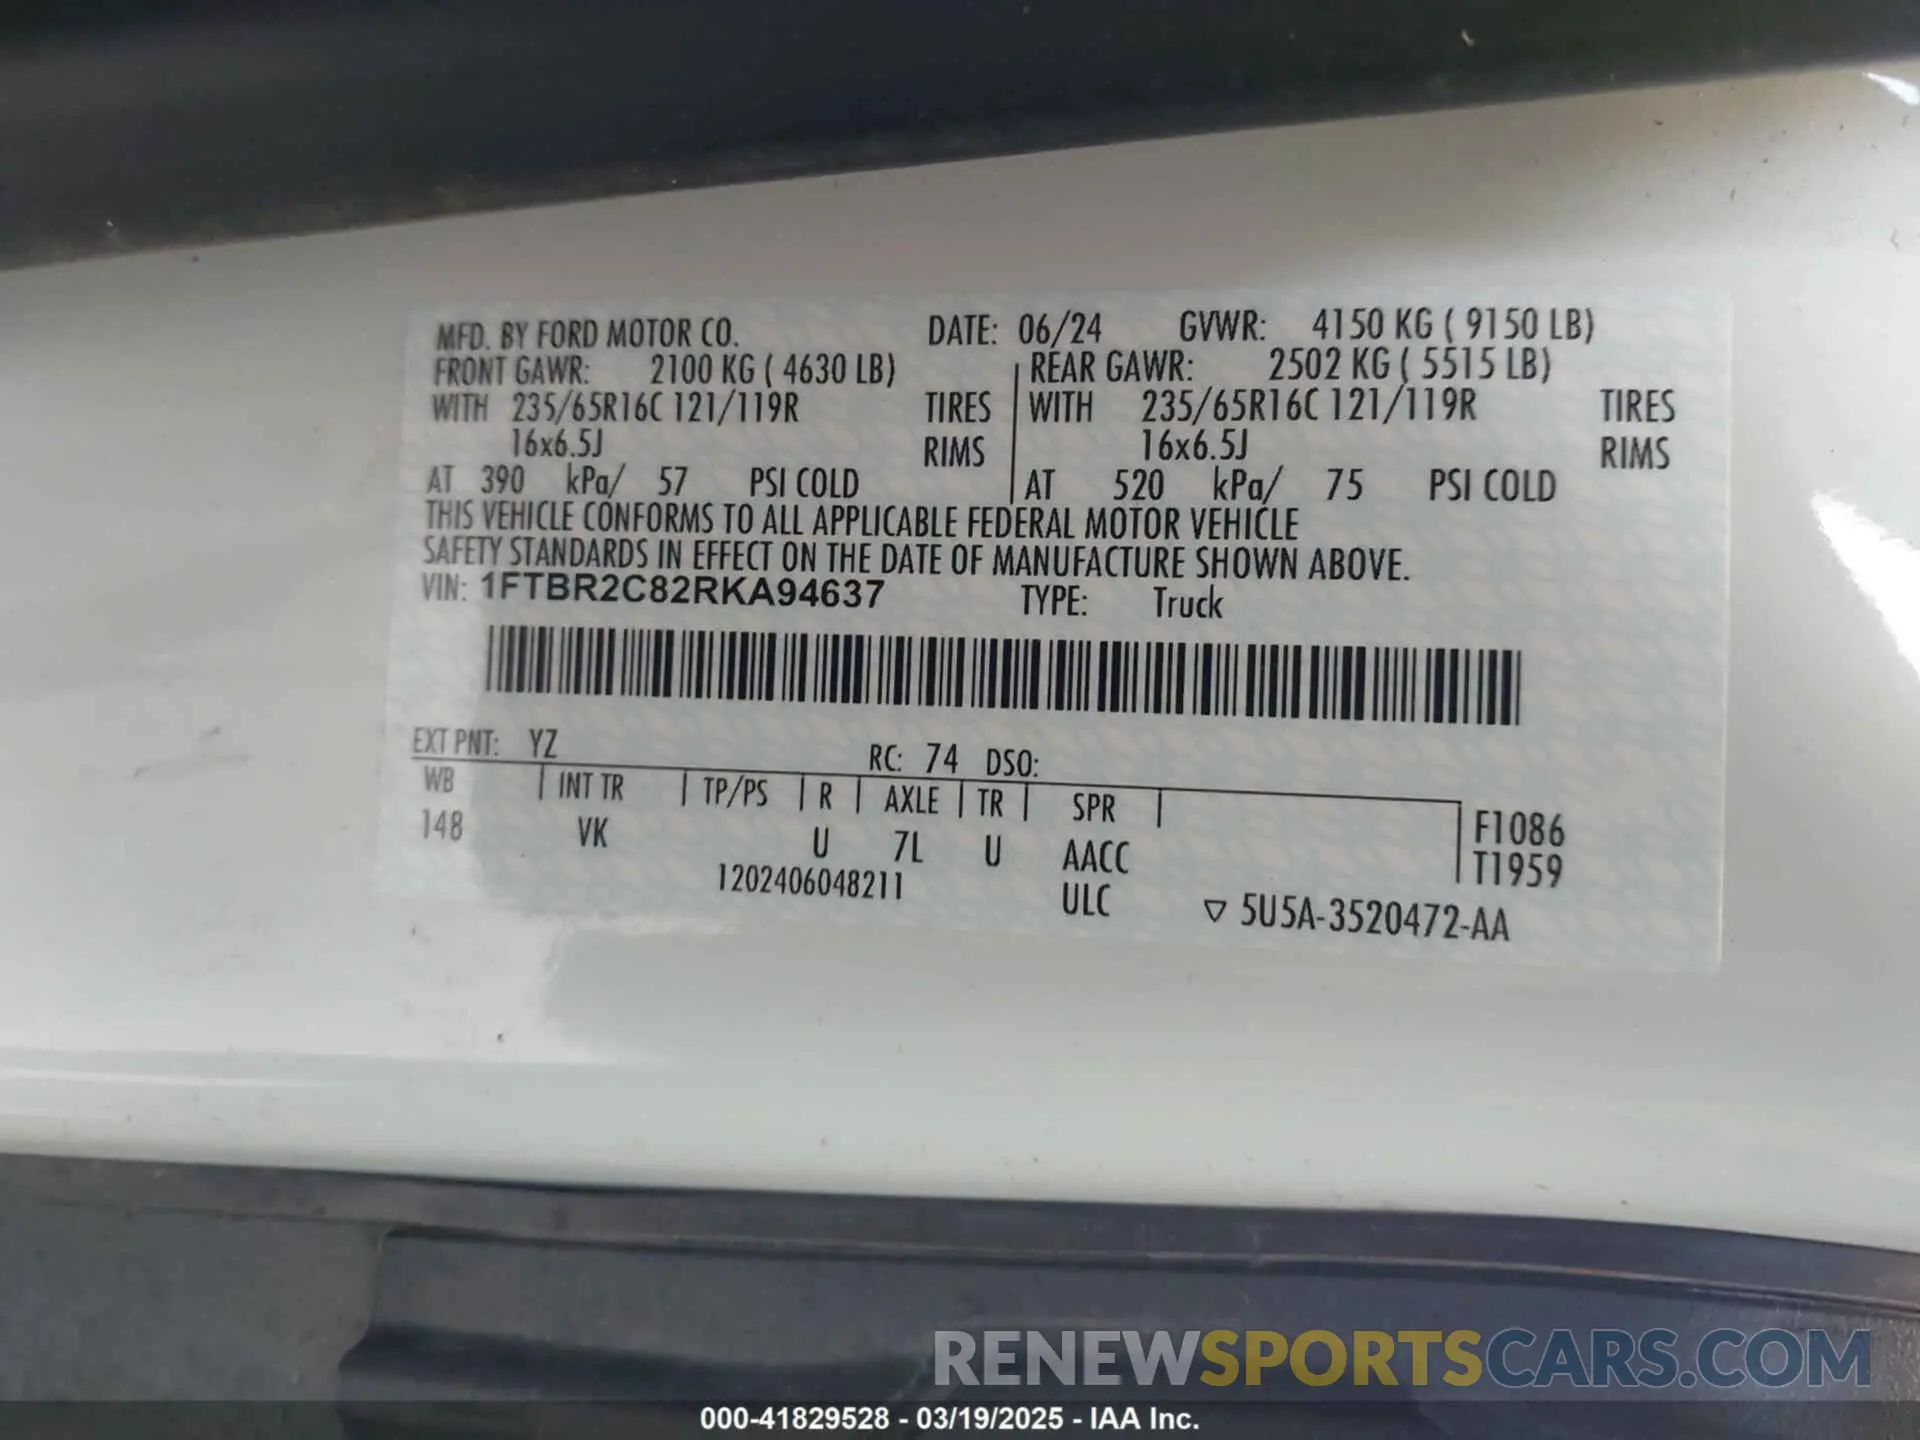 MFD. BY FORD MOTOR CO. DATE: 06/24 GVWR: 4150 KG ( 9150 LB)
FRONT GAWR: 2100 KG ( 4630 LB) REAR GAWR: 2502 KG ( 5515 LB)
WITH 235/65R16C 121/119R TIRES WITH 235/65R16C 121/119R TIRES
16x6.5J RIMS 16x6.5J RIMS
AT 390 kPa/ 57 PSI COLD AT 520 kPa/ 75 PSI COLD
THIS VEHICLE CONFORMS TO ALL APPLICABLE FEDERAL MOTOR VEHICLE
SAFETY STANDARDS IN EFFECT ON THE DATE OF MANUFACTURE SHOWN ABOVE.
VIN: 1FTBR2C82RKA94637 TYPE: Truck
EXT PNT: YZ RC: 74 DSO:
WB INT TR TP/PS R AXLE TR SPR
148 VK U 7L U AACC
ULC
F1086
T1959
1202406048211
▽ 5U5A-3520472-AA
RENEWSPORTSCARS.COM
000-41829528 - 03/19/2025 - IAA Inc.